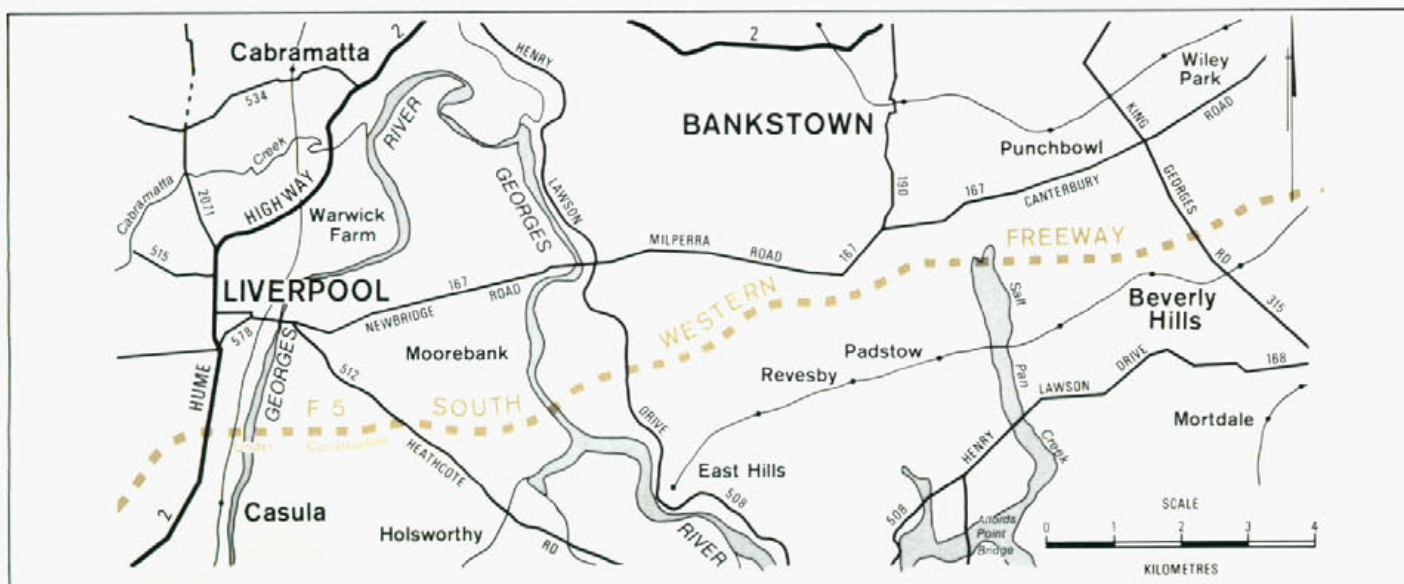 Cabramatta
2
HENRY
2
Wiley
Park
534
RIVER
BANKSTOWN
KING
ROAD
Creek
Punchbowl
Cabramatta
2071
HIGHWAY
GEORGES
LAWSON
190
167
CANTERBURY
GEORGES
Warwick
Farm
515
MILPERRA
ROAD
167
FREEWAY
RD
LIVERPOOL
167
NEWBRIDGE
ROAD
WESTERN
Salt
Beverly
Hills
315
578
GEORGES
Moorebank
Padstow
Pan
DRIVE
168
HUME
512
Revesby
LAWSON
F 5
SOUTH
DRIVE
Mortdale
Under
Construction
HEATHCOTE
HENRY
Creek
East Hills
2
Casula
508
508
SCALE
Holsworthy
RD
RIVER
Alfords
Point
Bridge
0
1
2
3
4
KILOMETRES